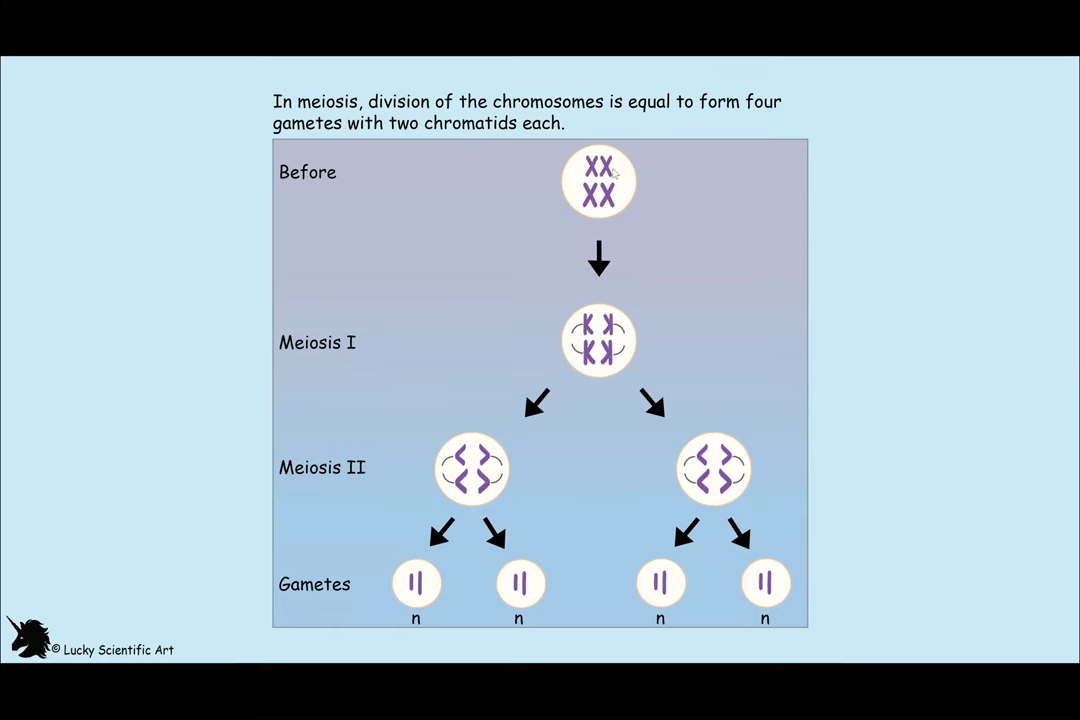 In meiosis, division of the chromosomes is equal to form four
gametes with two chromatids each.
Before
Meiosis I
Meiosis II
Gametes
n n n n
© Lucky Scientific Art